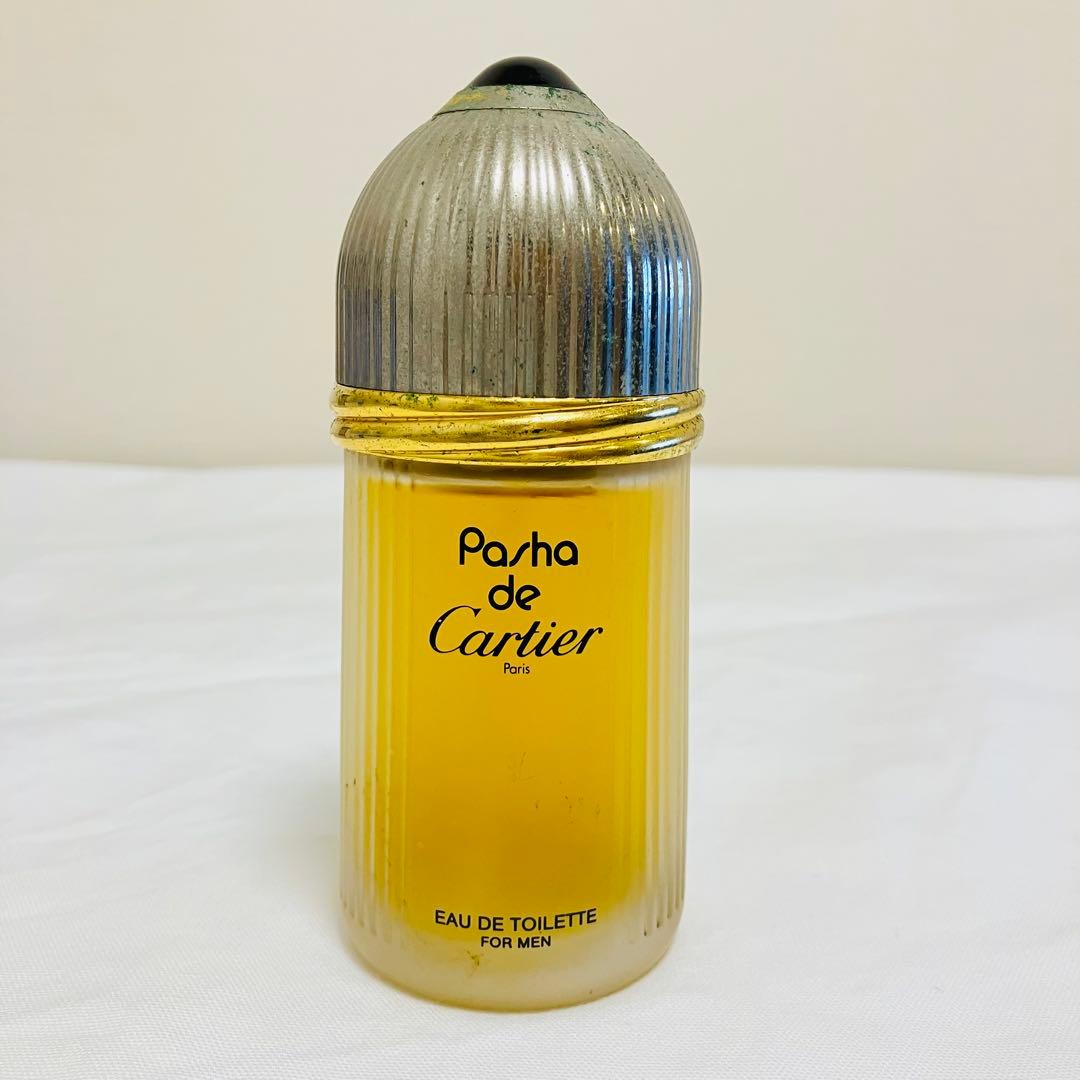 Pasha
de
Cartier
Paris
EAU DE TOILETTE
FOR MEN